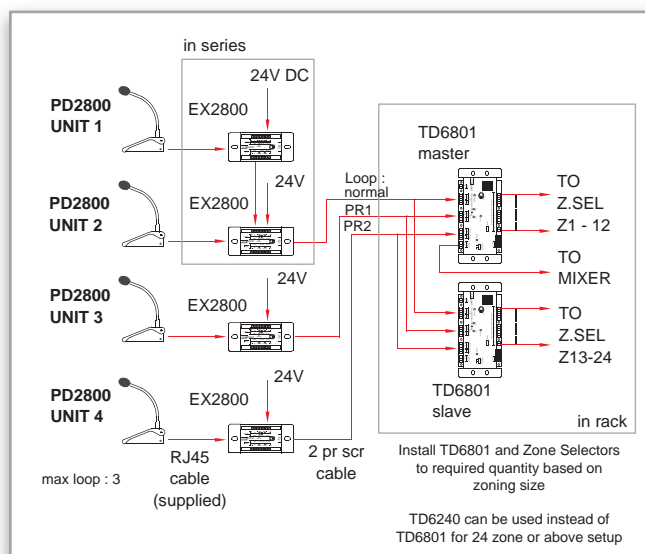 in series
24V DC
PD2800
UNIT 1
EX2800
TD6801
master
PD2800
UNIT 2
EX2800
24V
Loop :
normal
PR1
PR2
TO
Z.SEL
Z1 - 12
TO
MIXER
PD2800
UNIT 3
EX2800
24V
TO
Z.SEL
Z13-24
PD2800
UNIT 4
EX2800
24V
TD6801
slave
in rack
max loop : 3
RJ45
cable
(supplied)
2 pr scr
cable
Install TD6801 and Zone Selectors
to required quantity based on
zoning size
TD6240 can be used instead of
TD6801 for 24 zone or above setup